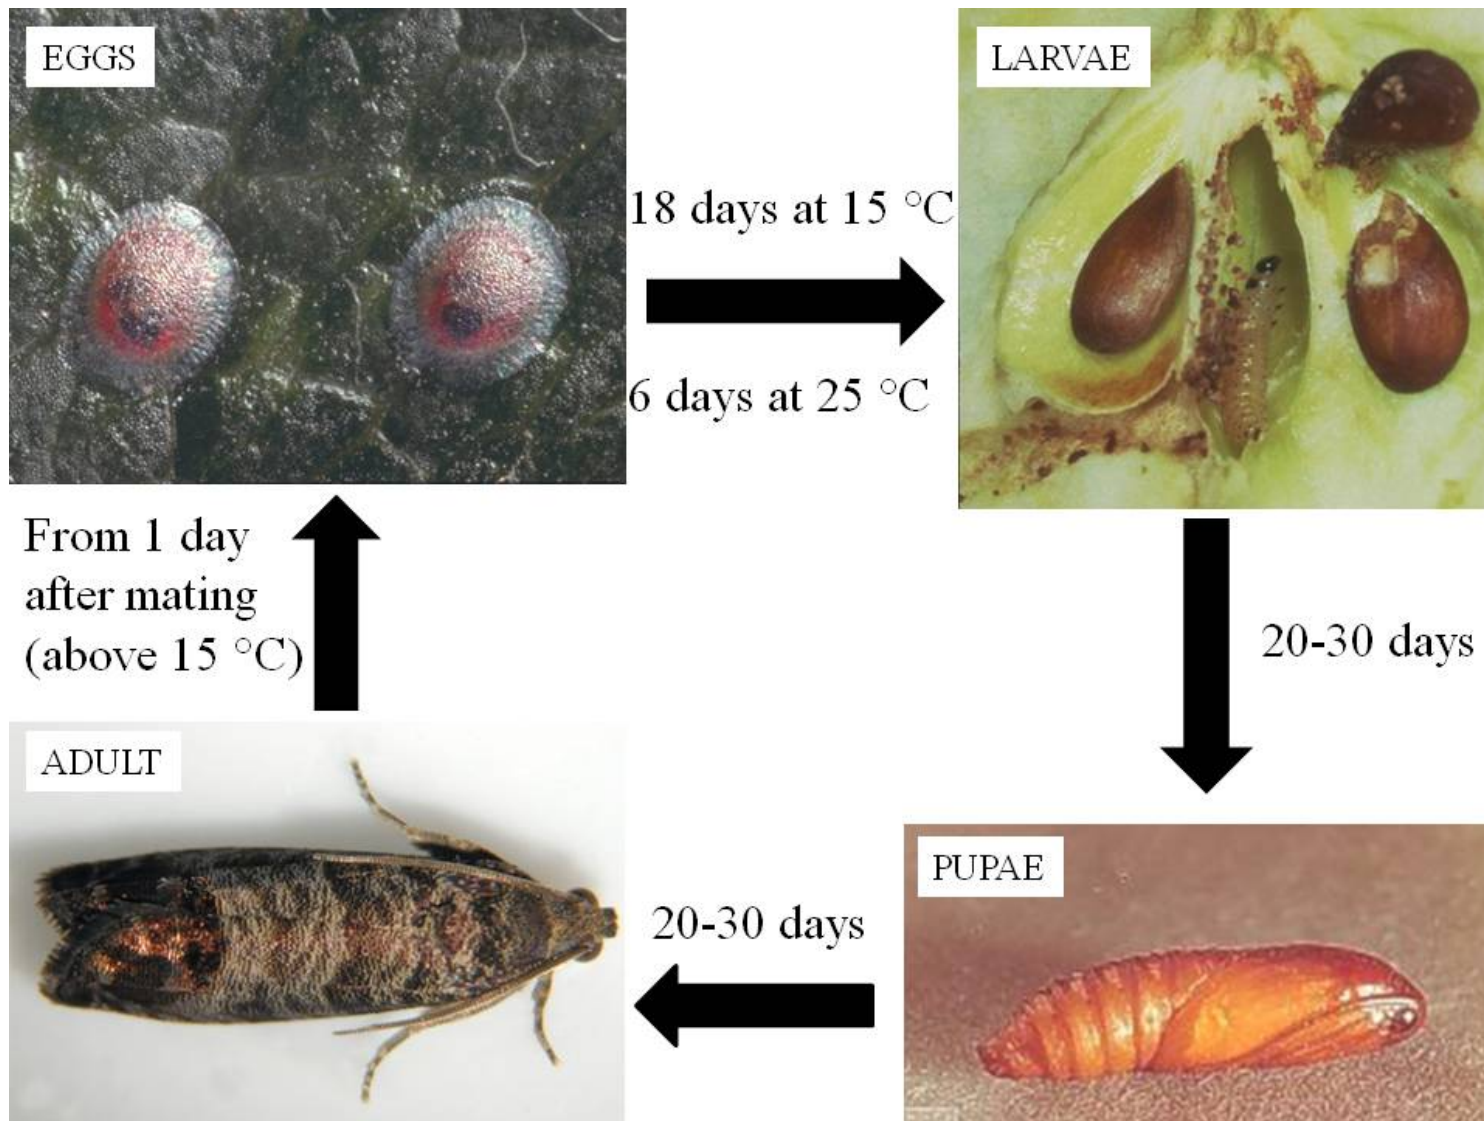 EGGS
LARVAE
18 days at 15 °C
6 days at 25 °C
From 1 day
after mating
(above 15 °C)
20-30 days
ADULT
PUPAE
20-30 days